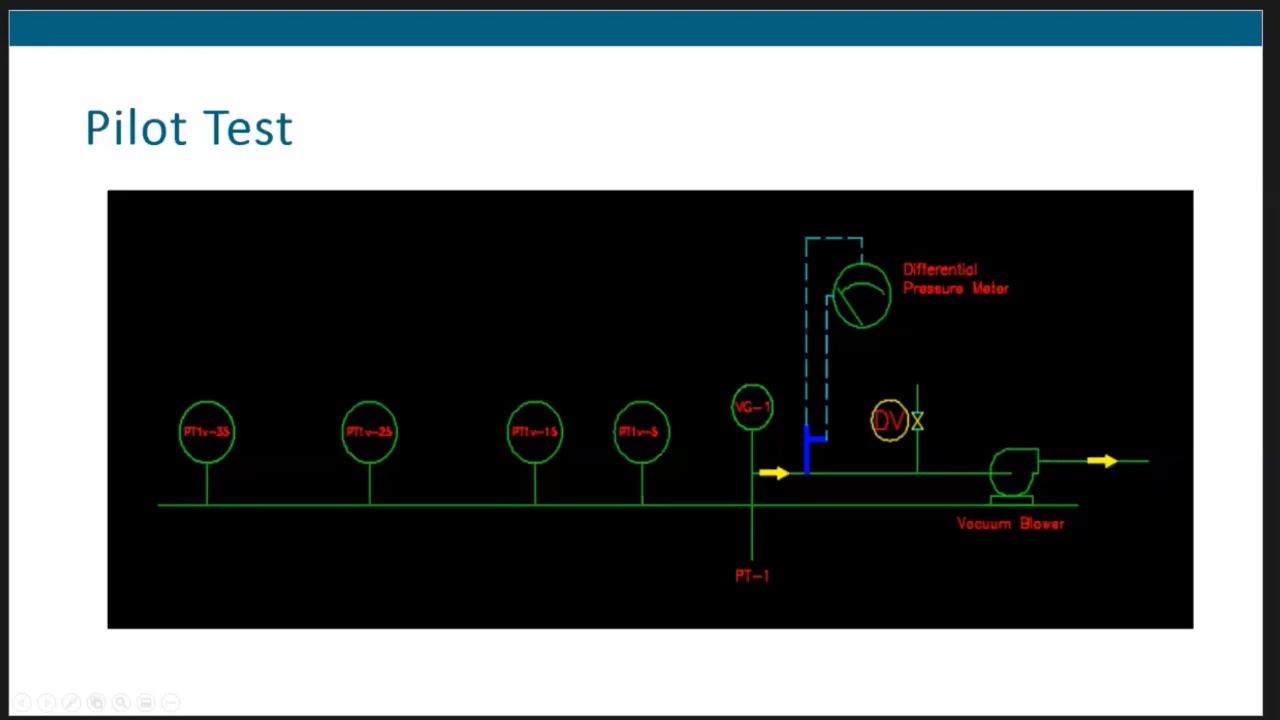 Pilot Test
Differential
Pressure Meter
VG-1
DV
PT1v-35
PT1v-25
PT1v-15
PT1v-5
Vacuum Blower
PT-1